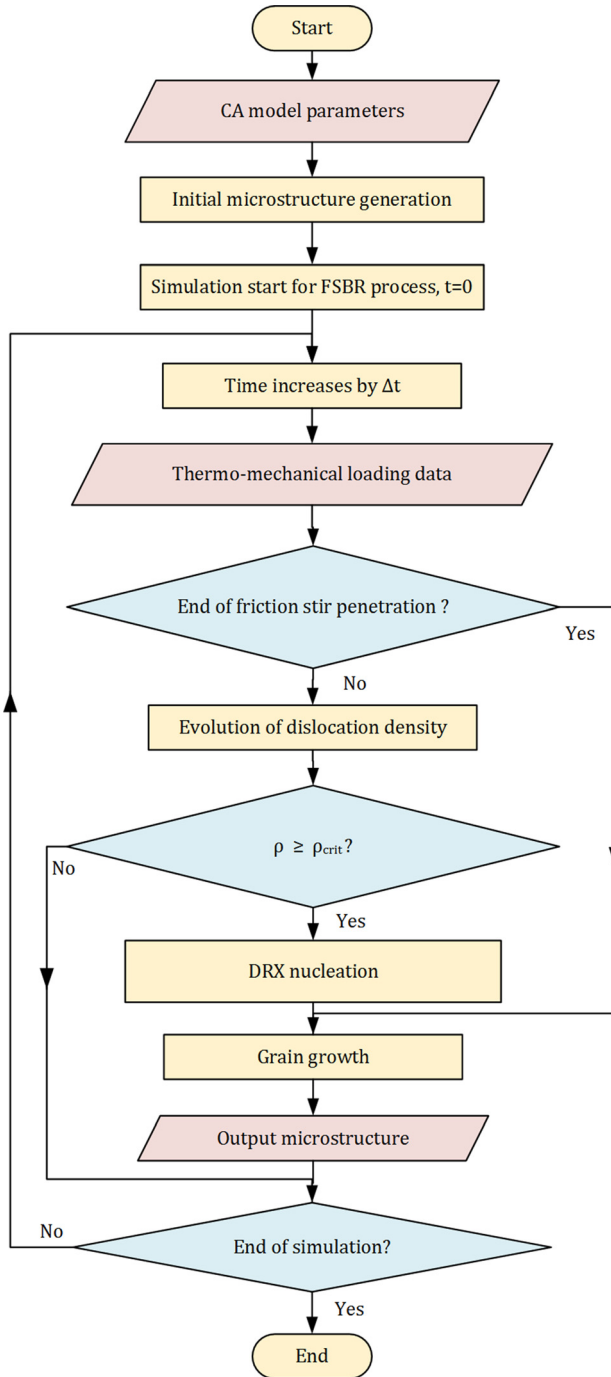 Start
CA model parameters
Initial microstructure generation
Simulation start for FSBR process, t=0
Time increases by Δt
Thermo-mechanical loading data
End of friction stir penetration ?
Yes
No
Evolution of dislocation density
ρ ≥ ρcrit?
No
Yes
DRX nucleation
Grain growth
Output microstructure
No
End of simulation?
Yes
End